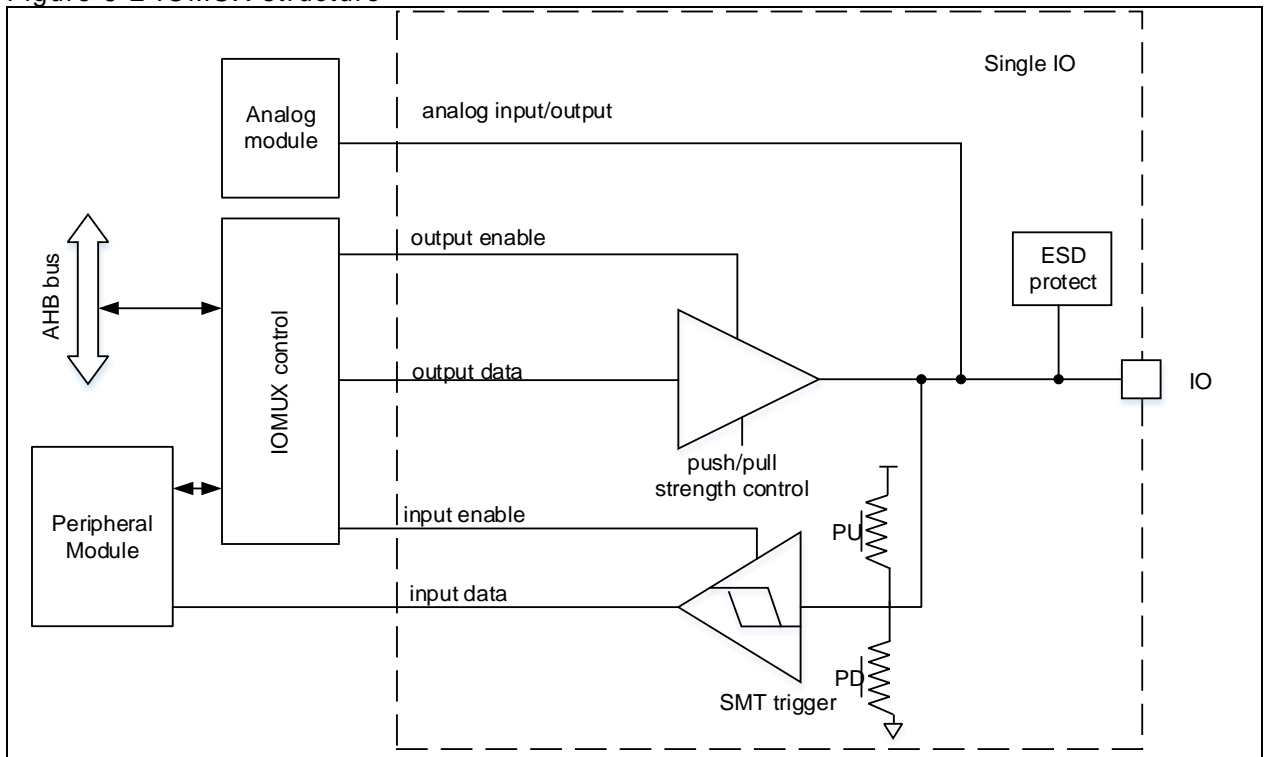 Single IO
Analog
module
analog input/output
output enable
ESD
protect
AHB bus
IOMUX control
output data
IO
push/pull
strength control
Peripheral
Module
input enable
PU
input data
PD
SMT trigger